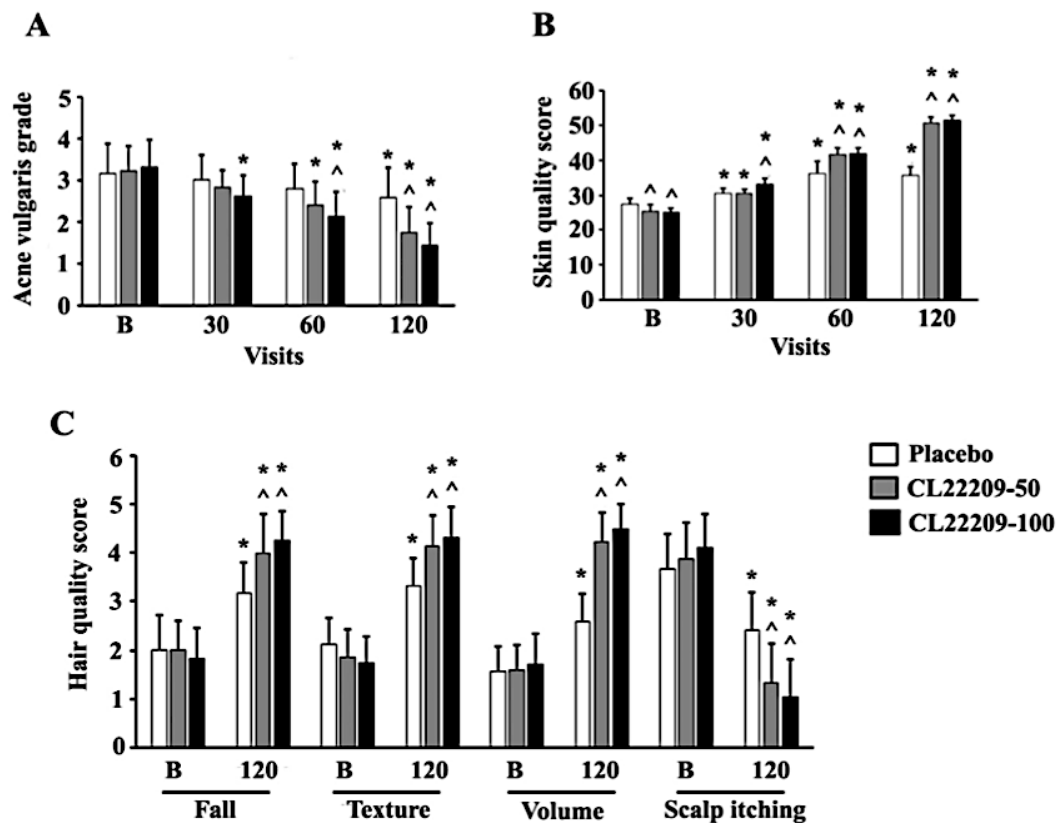 A
Acne vulgaris grade
5
4
3
2
1
0
* * * * * *
^ ^ ^
B 30 60 120
Visits
B
Skin quality score
60
50
40
30
20
10
0
^ ^ * * * * * * * * *
^ ^ ^ ^ ^
B 30 60 120
Visits
C
Hair quality score
6
5
4
3
2
1
0
* * * * * * * * * * * *
^ ^ ^ ^ ^ ^ ^ ^
B 120 B 120 B 120 B 120
Fall Texture Volume Scalp itching
Placebo
CL22209-50
CL22209-100